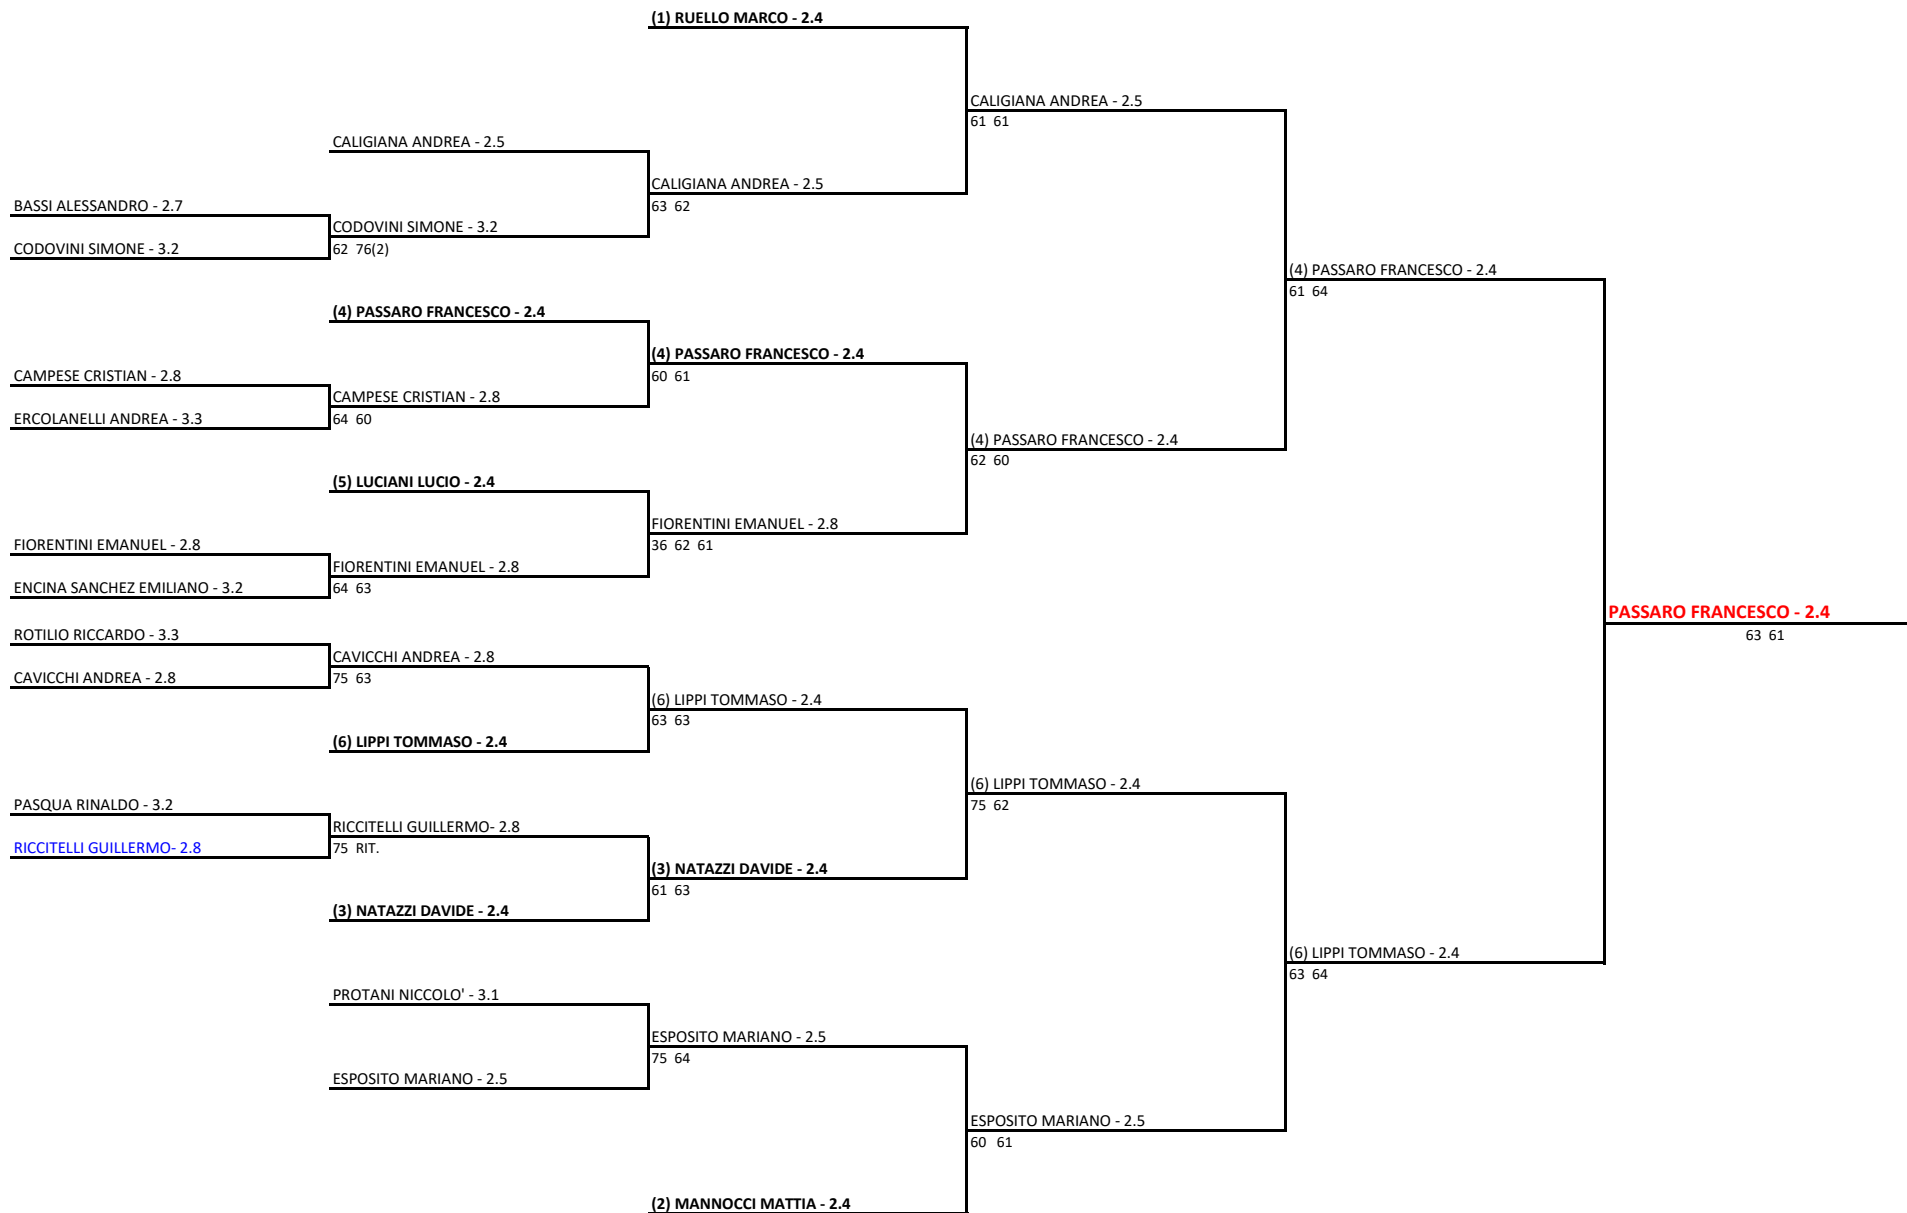 (1) RUELLO MARCO - 2.4
CALIGIANA ANDREA - 2.5
61 61
CALIGIANA ANDREA - 2.5
CALIGIANA ANDREA - 2.5
63 62
BASSI ALESSANDRO - 2.7
CODOVINI SIMONE - 3.2
CODOVINI SIMONE - 3.2
62 76(2)
(4) PASSARO FRANCESCO - 2.4
61 64
(4) PASSARO FRANCESCO - 2.4
(4) PASSARO FRANCESCO - 2.4
60 61
CAMPESE CRISTIAN - 2.8
CAMPESE CRISTIAN - 2.8
ERCOLANELLI ANDREA - 3.3
64 60
(4) PASSARO FRANCESCO - 2.4
62 60
(5) LUCIANI LUCIO - 2.4
FIORENTINI EMANUEL - 2.8
36 62 61
FIORENTINI EMANUEL - 2.8
FIORENTINI EMANUEL - 2.8
ENCINA SANCHEZ EMILIANO - 3.2
64 63
PASSARO FRANCESCO - 2.4
63 61
ROTILIO RICCARDO - 3.3
CAVICCHI ANDREA - 2.8
CAVICCHI ANDREA - 2.8
75 63
(6) LIPPI TOMMASO - 2.4
63 63
(6) LIPPI TOMMASO - 2.4
(6) LIPPI TOMMASO - 2.4
75 62
PASQUA RINALDO - 3.2
RICCITELLI GUILLERMO- 2.8
RICCITELLI GUILLERMO- 2.8
75 RIT.
(3) NATAZZI DAVIDE - 2.4
61 63
(3) NATAZZI DAVIDE - 2.4
(6) LIPPI TOMMASO - 2.4
63 64
PROTANI NICCOLO' - 3.1
ESPOSITO MARIANO - 2.5
75 64
ESPOSITO MARIANO - 2.5
ESPOSITO MARIANO - 2.5
60 61
(2) MANNOCCI MATTIA - 2.4